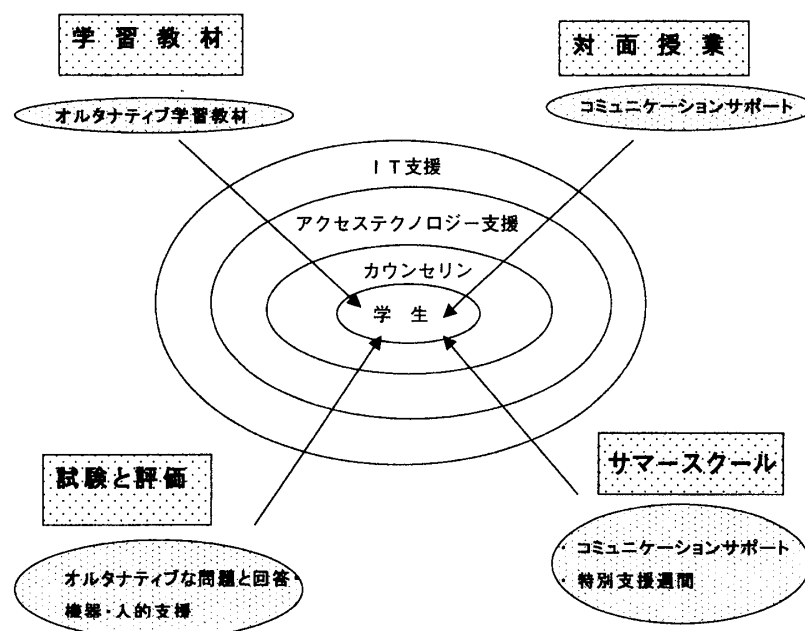 学習教材
対面授業
オルタナティブ学習教材
コミュニケーションサポート
IT支援
アクセステクノロジー支援
カウンセリン
学生
試験と評価
サマースクール
オルタナティブな問題と回答・
機器・人的支援
・コミュニケーションサポート
・特別支援週間